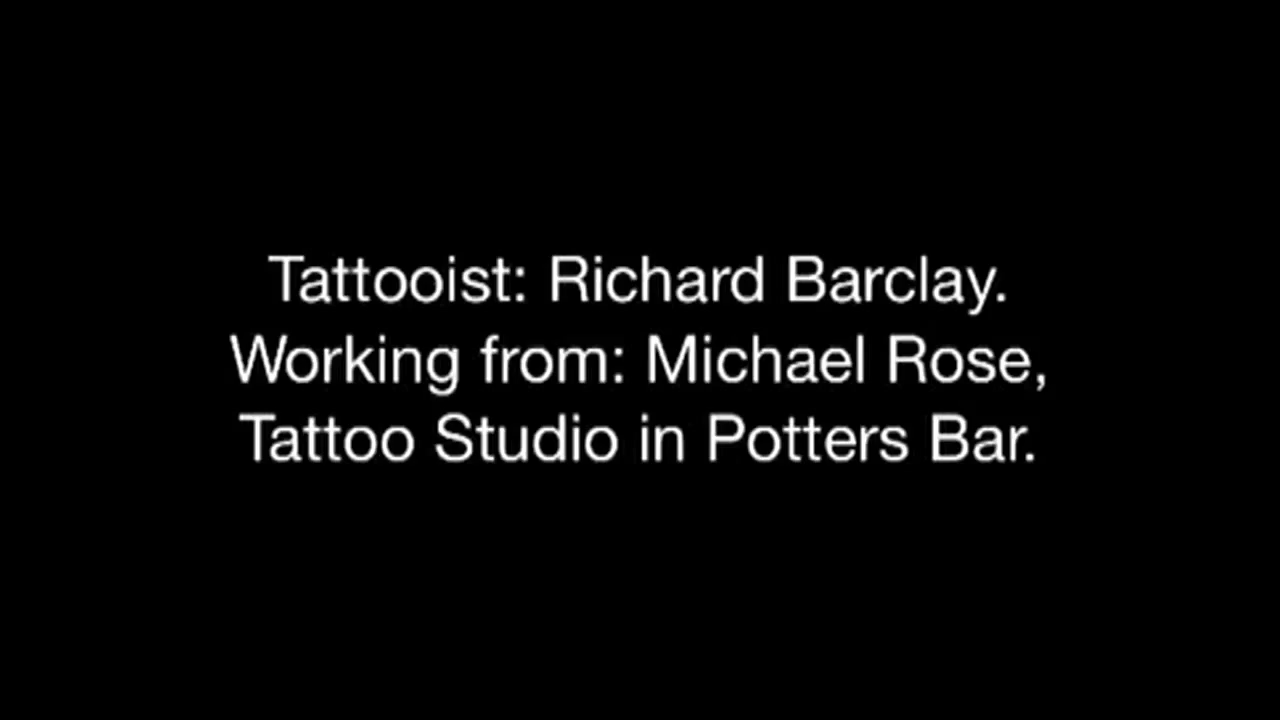 Tattooist: Richard Barclay.
Working from: Michael Rose,
Tattoo Studio in Potters Bar.